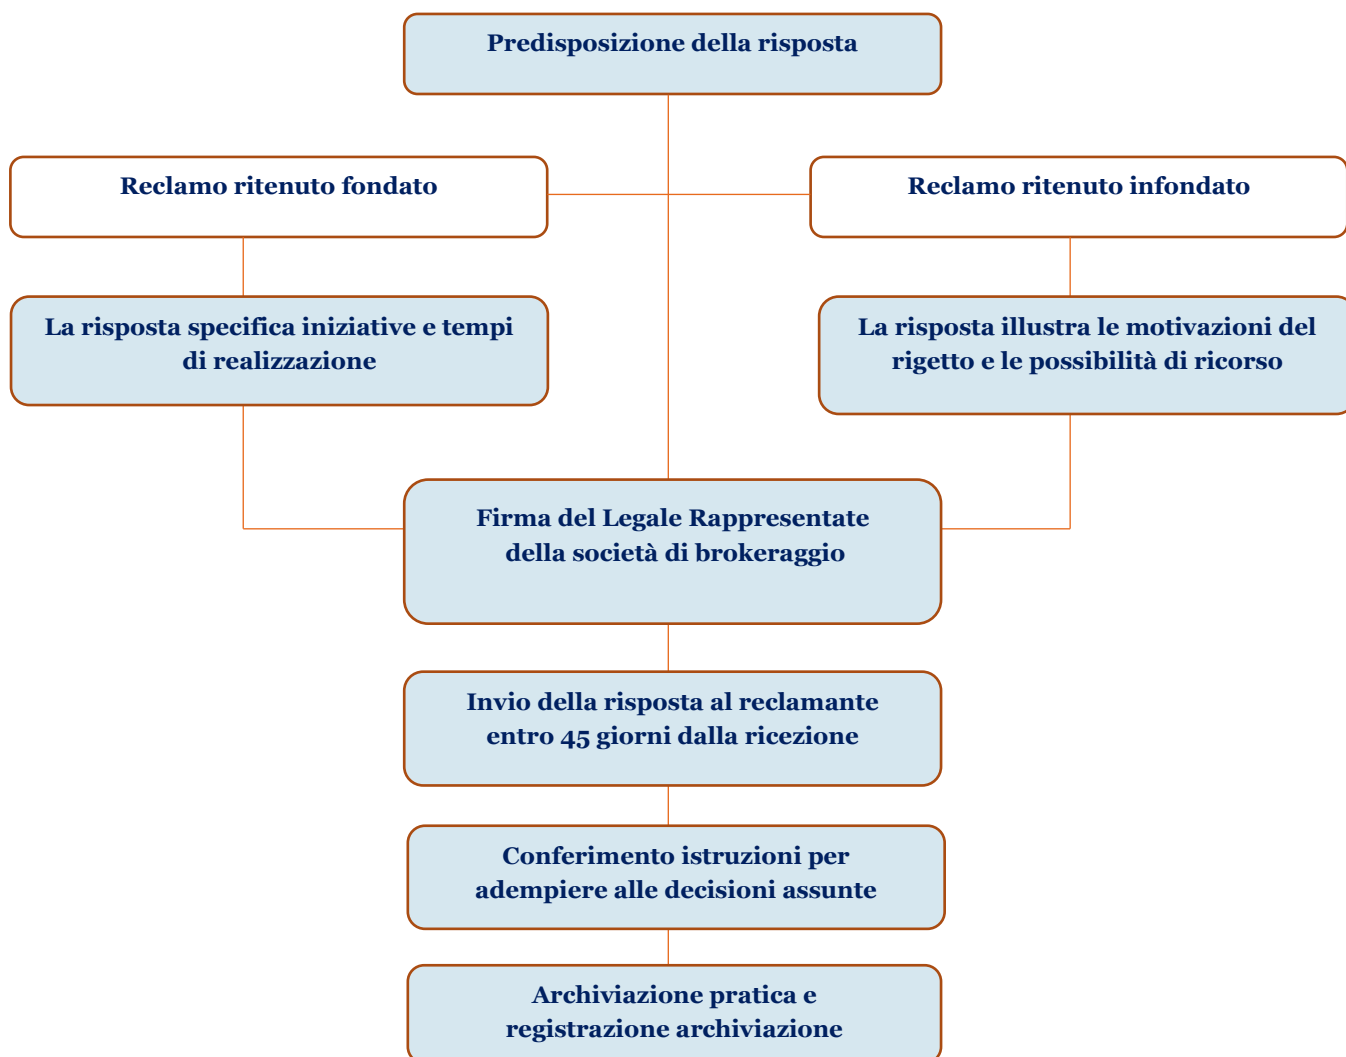 Predisposizione della risposta
Reclamo ritenuto fondato
Reclamo ritenuto infondato
La risposta specifica iniziative e tempi
di realizzazione
La risposta illustra le motivazioni del
rigetto e le possibilità di ricorso
Firma del Legale Rappresentate
della società di brokeraggio
Invio della risposta al reclamante
entro 45 giorni dalla ricezione
Conferimento istruzioni per
adempiere alle decisioni assunte
Archiviazione pratica e
registrazione archiviazione